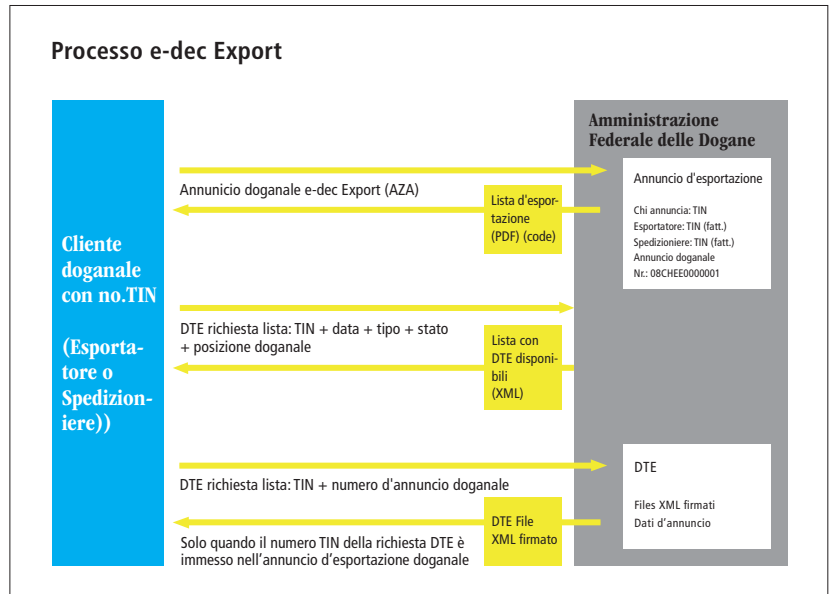 Processo e-dec Export
Amministrazione
Federale delle Dogane
Cliente
doganale
con no.TIN
(Esporta-
tore o
Spedizion-
iere))
Annunicio doganale e-dec Export (AZA)
Lista d'espor-
tazione
(PDF) (code)
Annuncio d'esportazione
Chi annuncia: TIN
Esportatore: TIN (fatt.)
Spedizioniere: TIN (fatt.)
Annuncio doganale
Nr.: 08CHEE0000001
DTE richiesta lista: TIN + data + tipo + stato
+ posizione doganale
Lista con
DTE disponi-
bili
(XML)
DTE richiesta lista: TIN + numero d'annuncio doganale
DTE File
XML firmato
Solo quando il numero TIN della richiesta DTE è
immesso nell’annuncio d’esportazione doganale
DTE
Files XML firmati
Dati d’annuncio